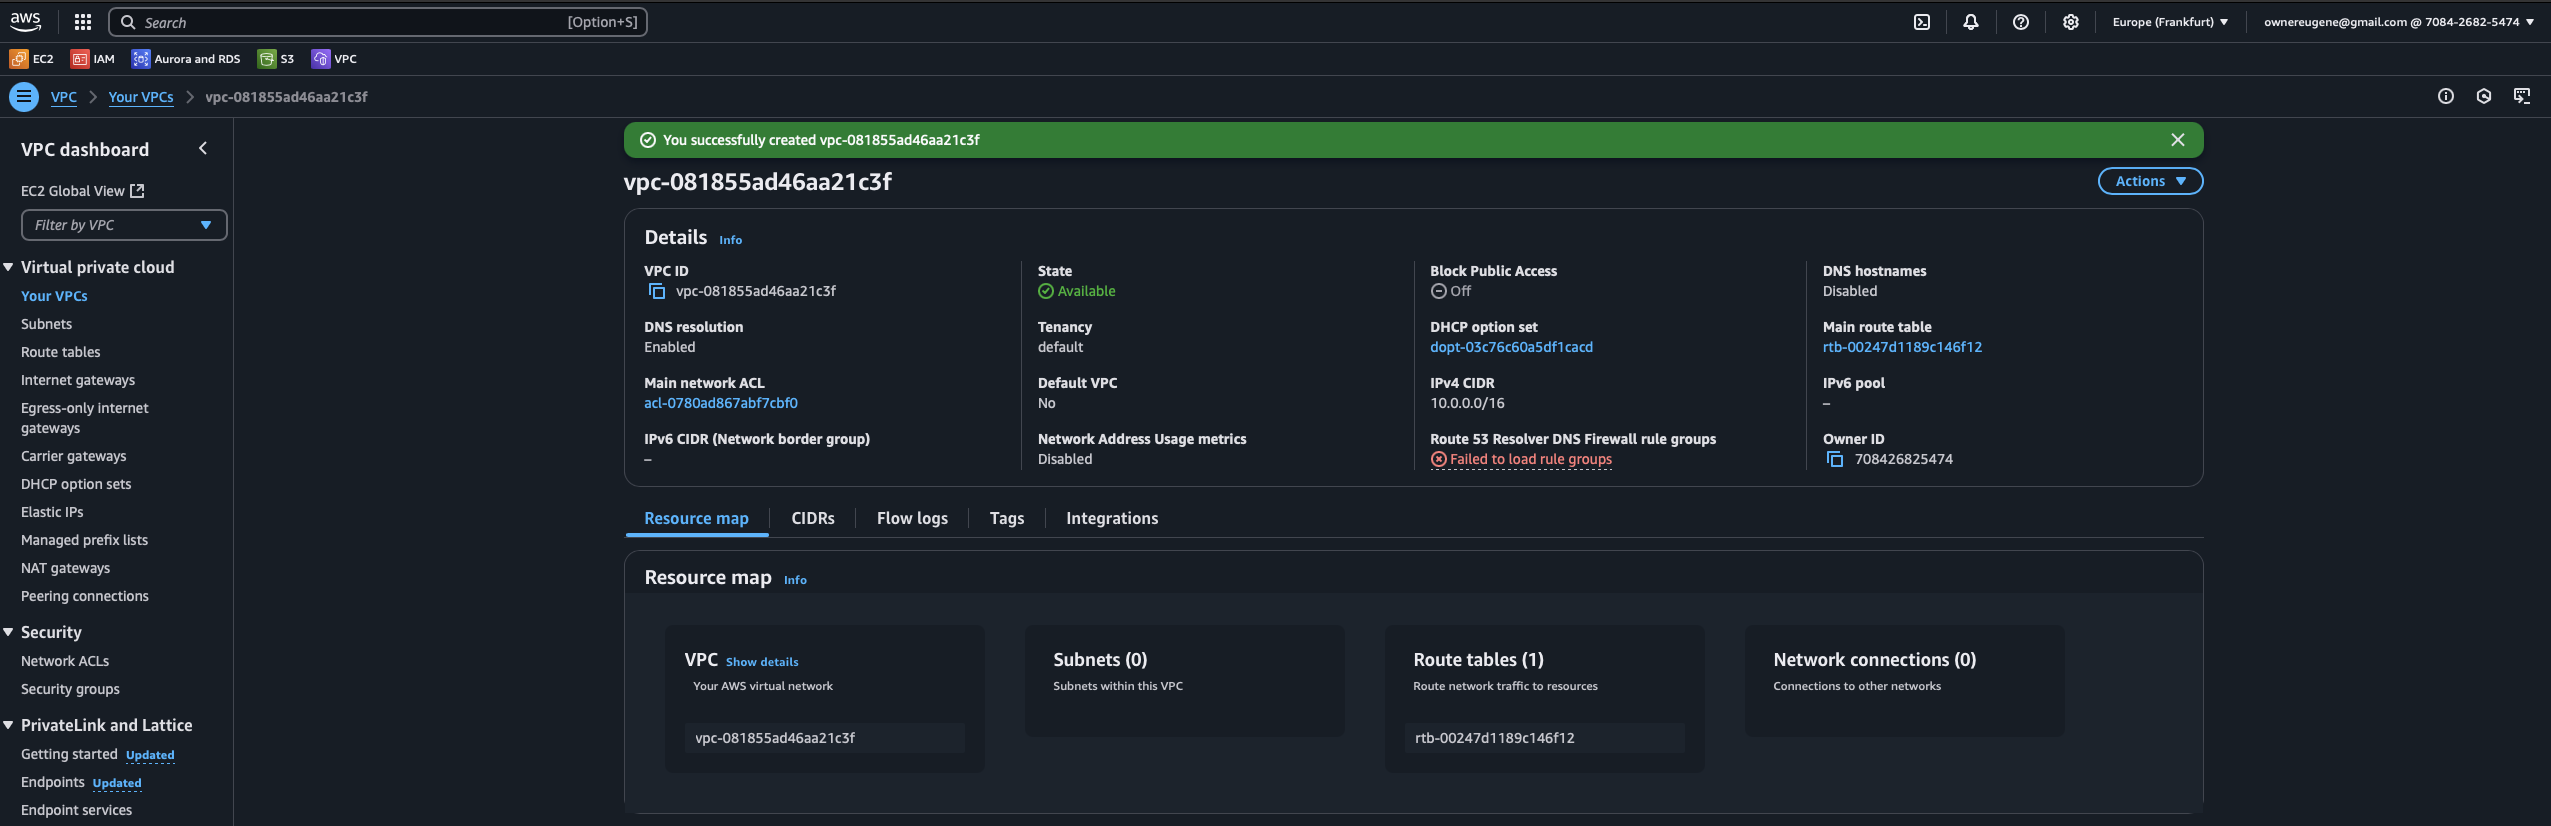 aws
Search [Option+S]
Europe (Frankfurt)
ownereugene@gmail.com @ 7084-2682-5474
EC2
IAM
Aurora and RDS
S3
VPC
VPC
Your VPCs
vpc-081855ad46aa21c3f
VPC dashboard
EC2 Global View
Filter by VPC
Virtual private cloud
Your VPCs
Subnets
Route tables
Internet gateways
Egress-only internet
gateways
Carrier gateways
DHCP option sets
Elastic IPs
Managed prefix lists
NAT gateways
Peering connections
Security
Network ACLs
Security groups
PrivateLink and Lattice
Getting started Updated
Endpoints Updated
Endpoint services
You successfully created vpc-081855ad46aa21c3f
vpc-081855ad46aa21c3f
Actions
Details Info
VPC ID
vpc-081855ad46aa21c3f
State
Available
Block Public Access
Off
DNS hostnames
Disabled
DNS resolution
Enabled
Tenancy
default
DHCP option set
dopt-03c76c60a5df1cacd
Main route table
rtb-00247d1189c146f12
Main network ACL
acl-0780ad867abf7cbf0
Default VPC
No
IPv4 CIDR
10.0.0.0/16
IPv6 pool
–
IPv6 CIDR (Network border group)
–
Network Address Usage metrics
Disabled
Route 53 Resolver DNS Firewall rule groups
Failed to load rule groups
Owner ID
708426825474
Resource map
CIDRs
Flow logs
Tags
Integrations
Resource map Info
VPC Show details
Your AWS virtual network
vpc-081855ad46aa21c3f
Subnets (0)
Subnets within this VPC
Route tables (1)
Route network traffic to resources
rtb-00247d1189c146f12
Network connections (0)
Connections to other networks